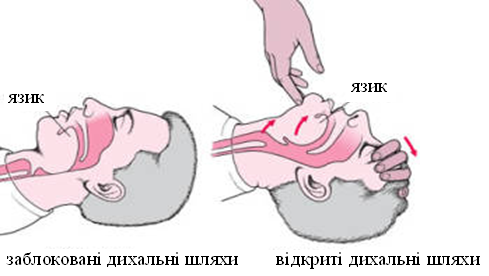 язик
язик
заблоковані дихальні шляхи
відкриті дихальні шляхи